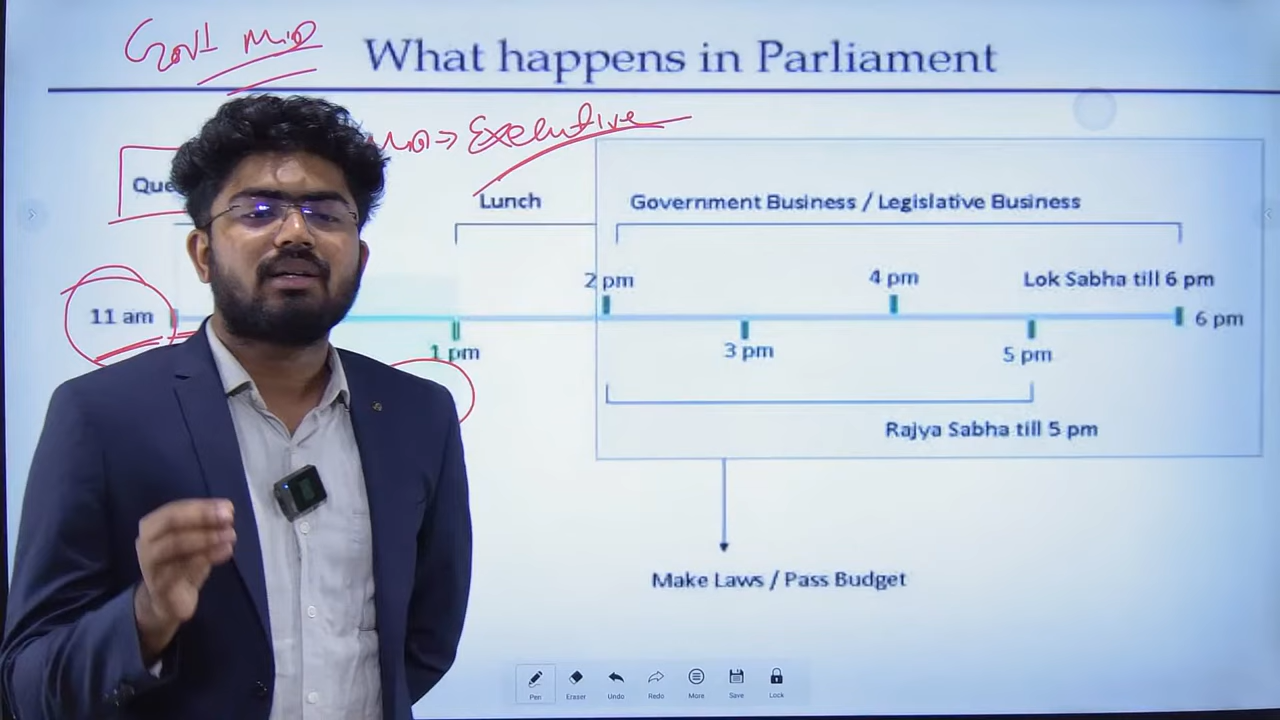 Govt
What happens in Parliament
Executive
Que
Lunch
Government Business / Legislative Business
2 pm
4 pm
Lok Sabha till 6 pm
11 am
6 pm
1 pm
3 pm
5 pm
Rajya Sabha till 5 pm
Make Laws / Pass Budget
Pen
Eraser
Undo
Redo
More
Save
Lock